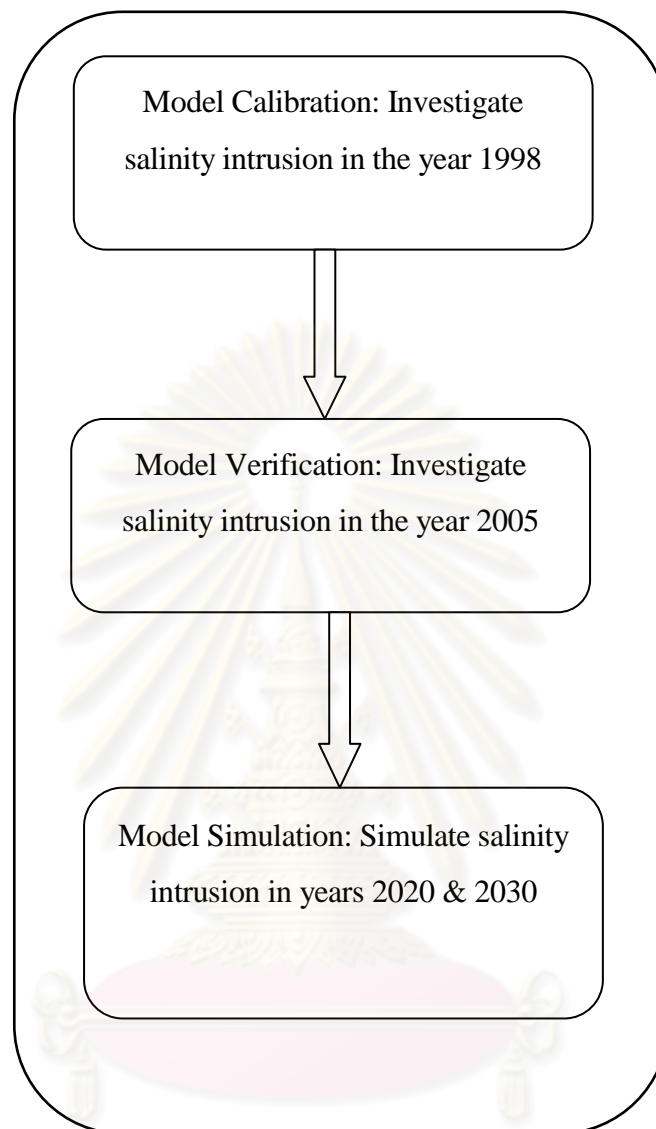 Model Calibration: Investigate
salinity intrusion in the year 1998
Model Verification: Investigate
salinity intrusion in the year 2005
Model Simulation: Simulate salinity
intrusion in years 2020 & 2030